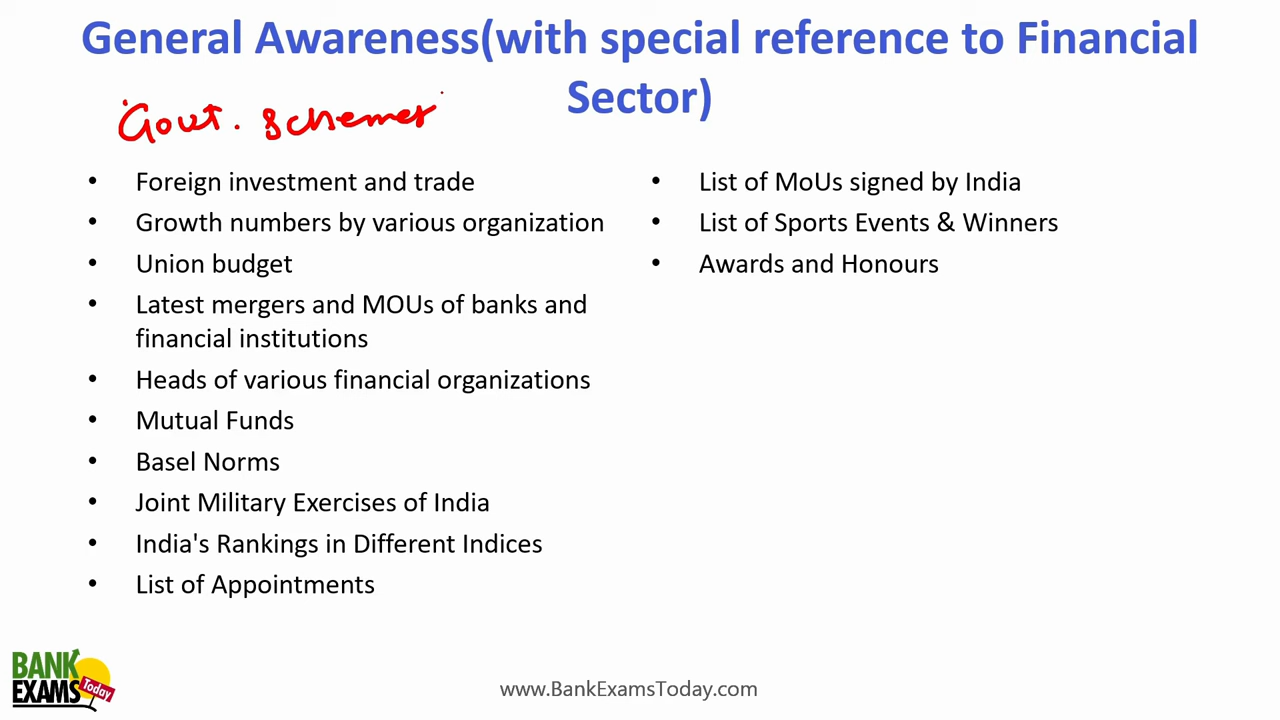 General Awareness(with special reference to Financial
Sector)
Govt. Schemes
• Foreign investment and trade
• Growth numbers by various organization
• Union budget
• Latest mergers and MOUs of banks and
financial institutions
• Heads of various financial organizations
• Mutual Funds
• Basel Norms
• Joint Military Exercises of India
• India's Rankings in Different Indices
• List of Appointments
• List of MoUs signed by India
• List of Sports Events & Winners
• Awards and Honours
BANK
EXAMS
Today
www.BankExamsToday.com